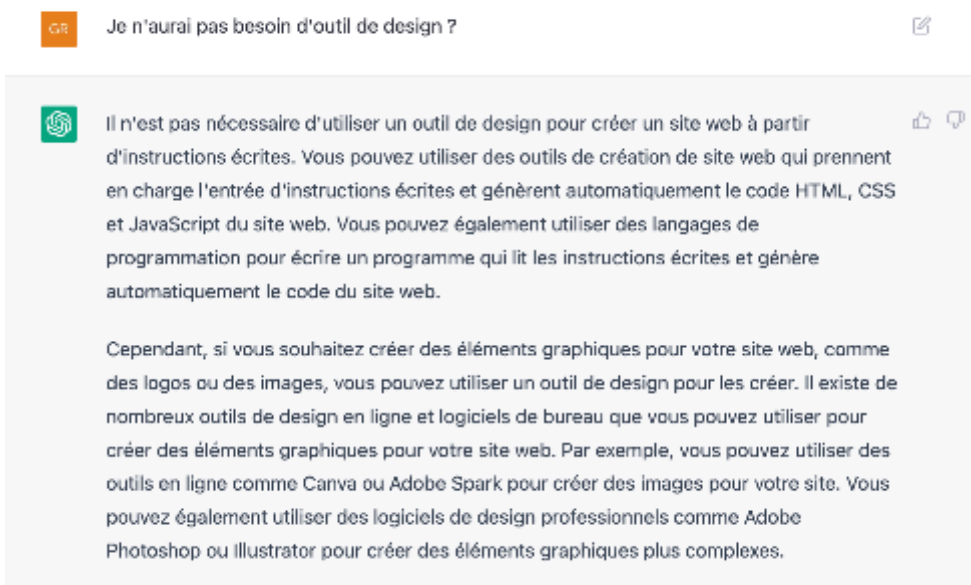 GR
Je n'aurai pas besoin d'outil de design ?
Il n'est pas nécessaire d'utiliser un outil de design pour créer un site web à partir
d'instructions écrites. Vous pouvez utiliser des outils de création de site web qui prennent
en charge l'entrée d'instructions écrites et génèrent automatiquement le code HTML, CSS
et JavaScript du site web. Vous pouvez également utiliser des langages de
programmation pour écrire un programme qui lit les instructions écrites et génère
automatiquement le code du site web.
Cependant, si vous souhaitez créer des éléments graphiques pour votre site web, comme
des logos ou des images, vous pouvez utiliser un outil de design pour les créer. Il existe de
nombreux outils de design en ligne et logiciels de bureau que vous pouvez utiliser pour
créer des éléments graphiques pour votre site web. Par exemple, vous pouvez utiliser des
outils en ligne comme Canva ou Adobe Spark pour créer des images pour votre site. Vous
pouvez également utiliser des logiciels de design professionnels comme Adobe
Photoshop ou Illustrator pour créer des éléments graphiques plus complexes.